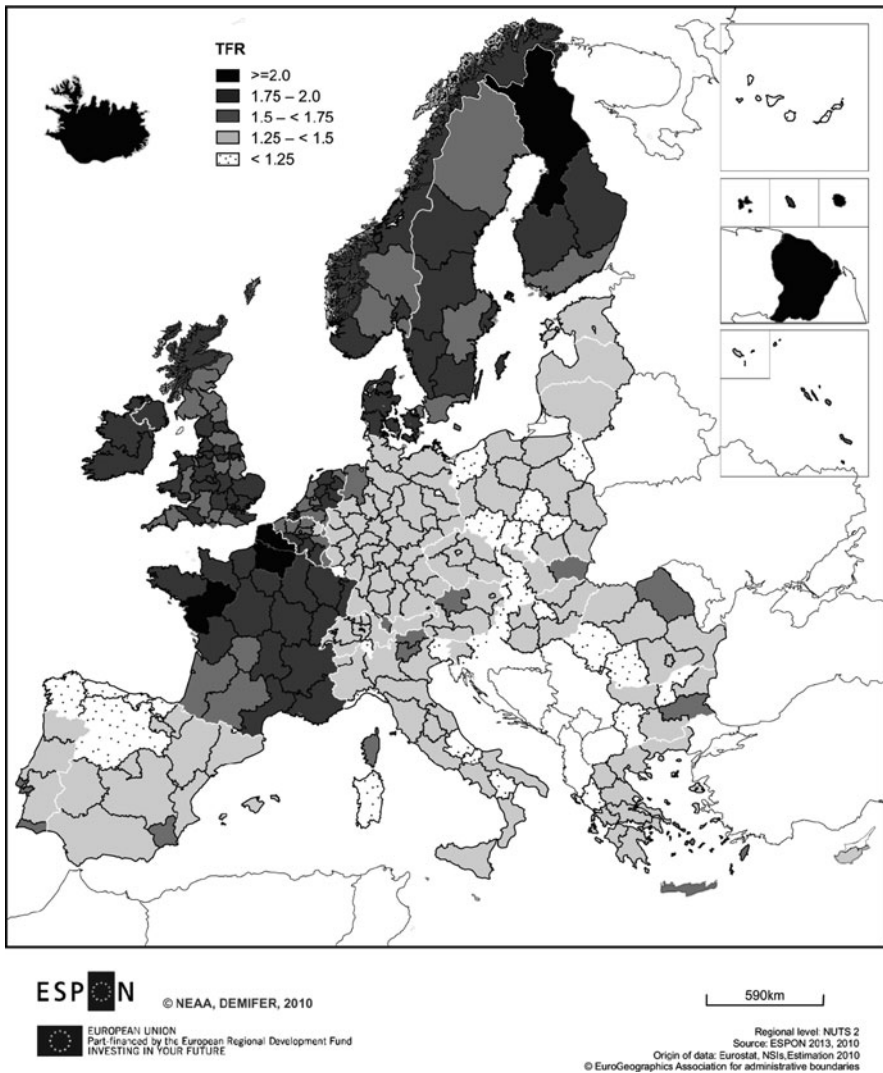 TFR
>=2.0
1.75 – 2.0
1.5 – < 1.75
1.25 – < 1.5
< 1.25
ESPON
© NEAA, DEMIFER, 2010
EUROPEAN UNION
Part-financed by the European Regional Development Fund
INVESTING IN YOUR FUTURE
590km
Regional level: NUTS 2
Source: ESPON 2013, 2010
Origin of data: Eurostat, NSIs,Estimation 2010
© EuroGeographics Association for administrative boundaries